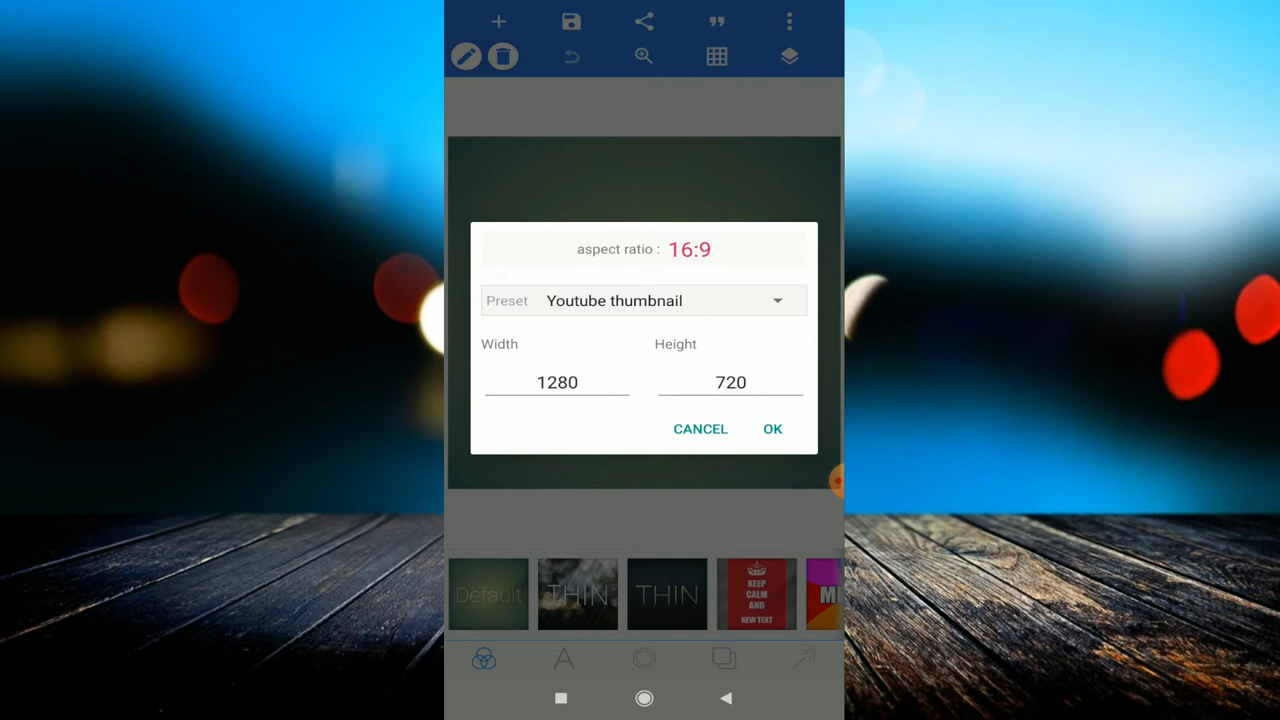 aspect ratio : 16:9
Preset Youtube thumbnail
Width Height
1280 720
CANCEL OK
Default
THIN
THIN
KEEP
CALM
AND
NEW TEXT